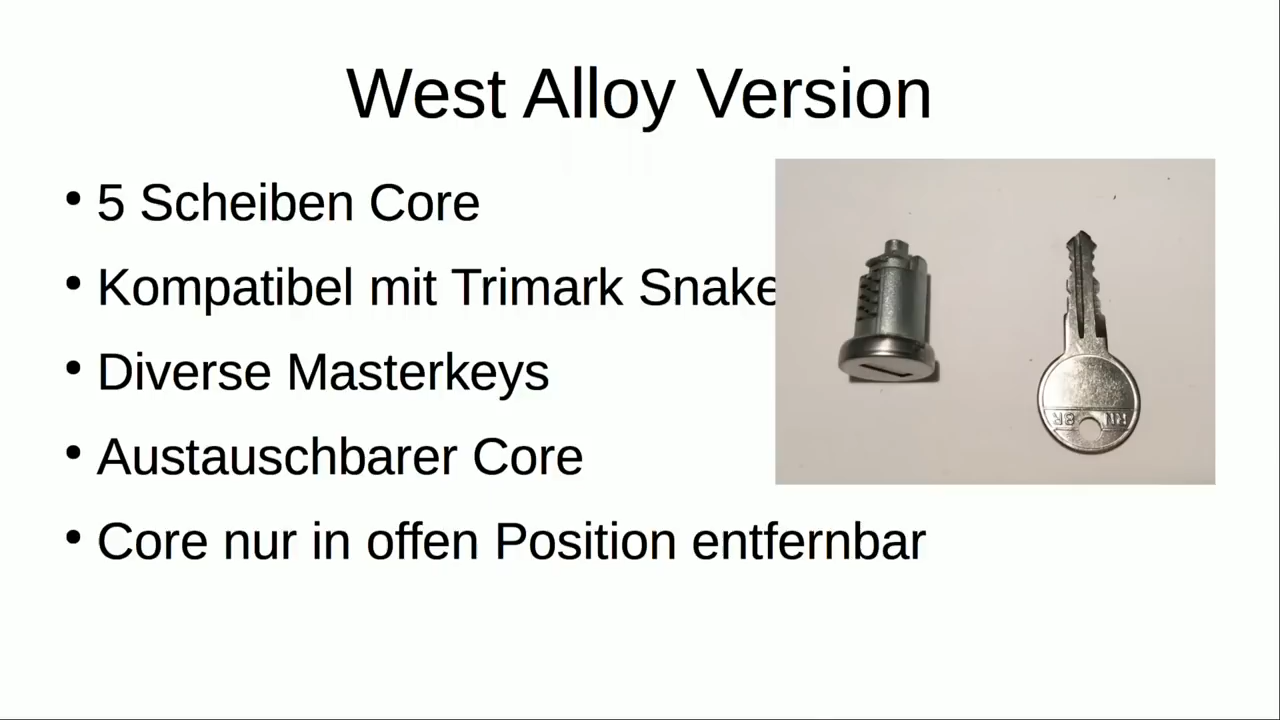 West Alloy Version
• 5 Scheiben Core
• Kompatibel mit Trimark Snake
• Diverse Masterkeys
• Austauschbarer Core
• Core nur in offen Position entfernbar